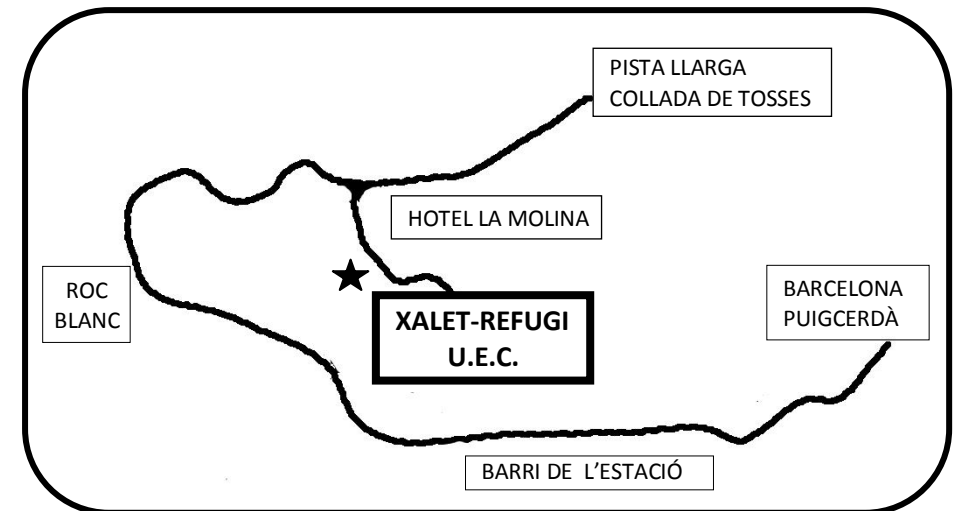 PISTA LLARGA
COLLADA DE TOSSES
HOTEL LA MOLINA
ROC
BLANC
BARCELONA
PUIGCERDÀ
XALET-REFUGI
U.E.C.
BARRI DE L'ESTACIÓ